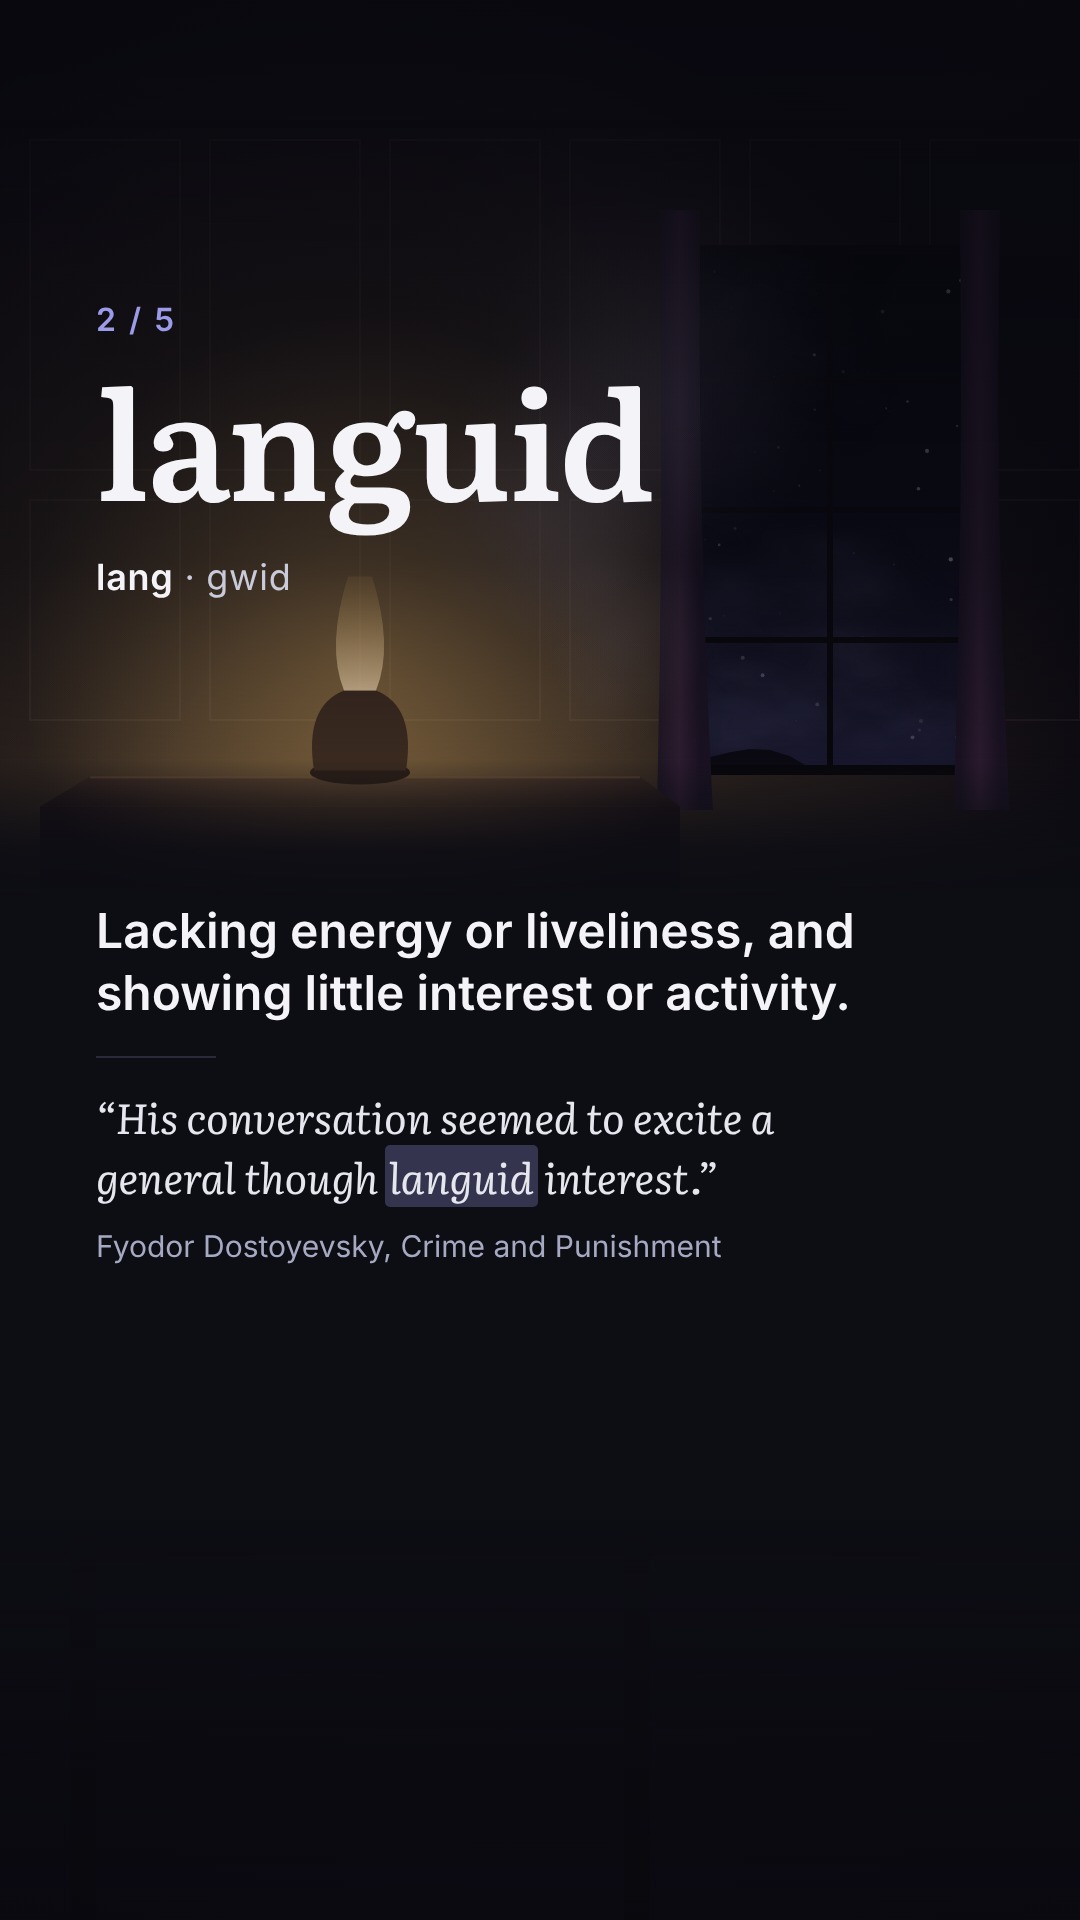 2 / 5
languid
lang · gwid
Lacking energy or liveliness, and
showing little interest or activity.
“His conversation seemed to excite a
general though languid interest.”
Fyodor Dostoyevsky, Crime and Punishment